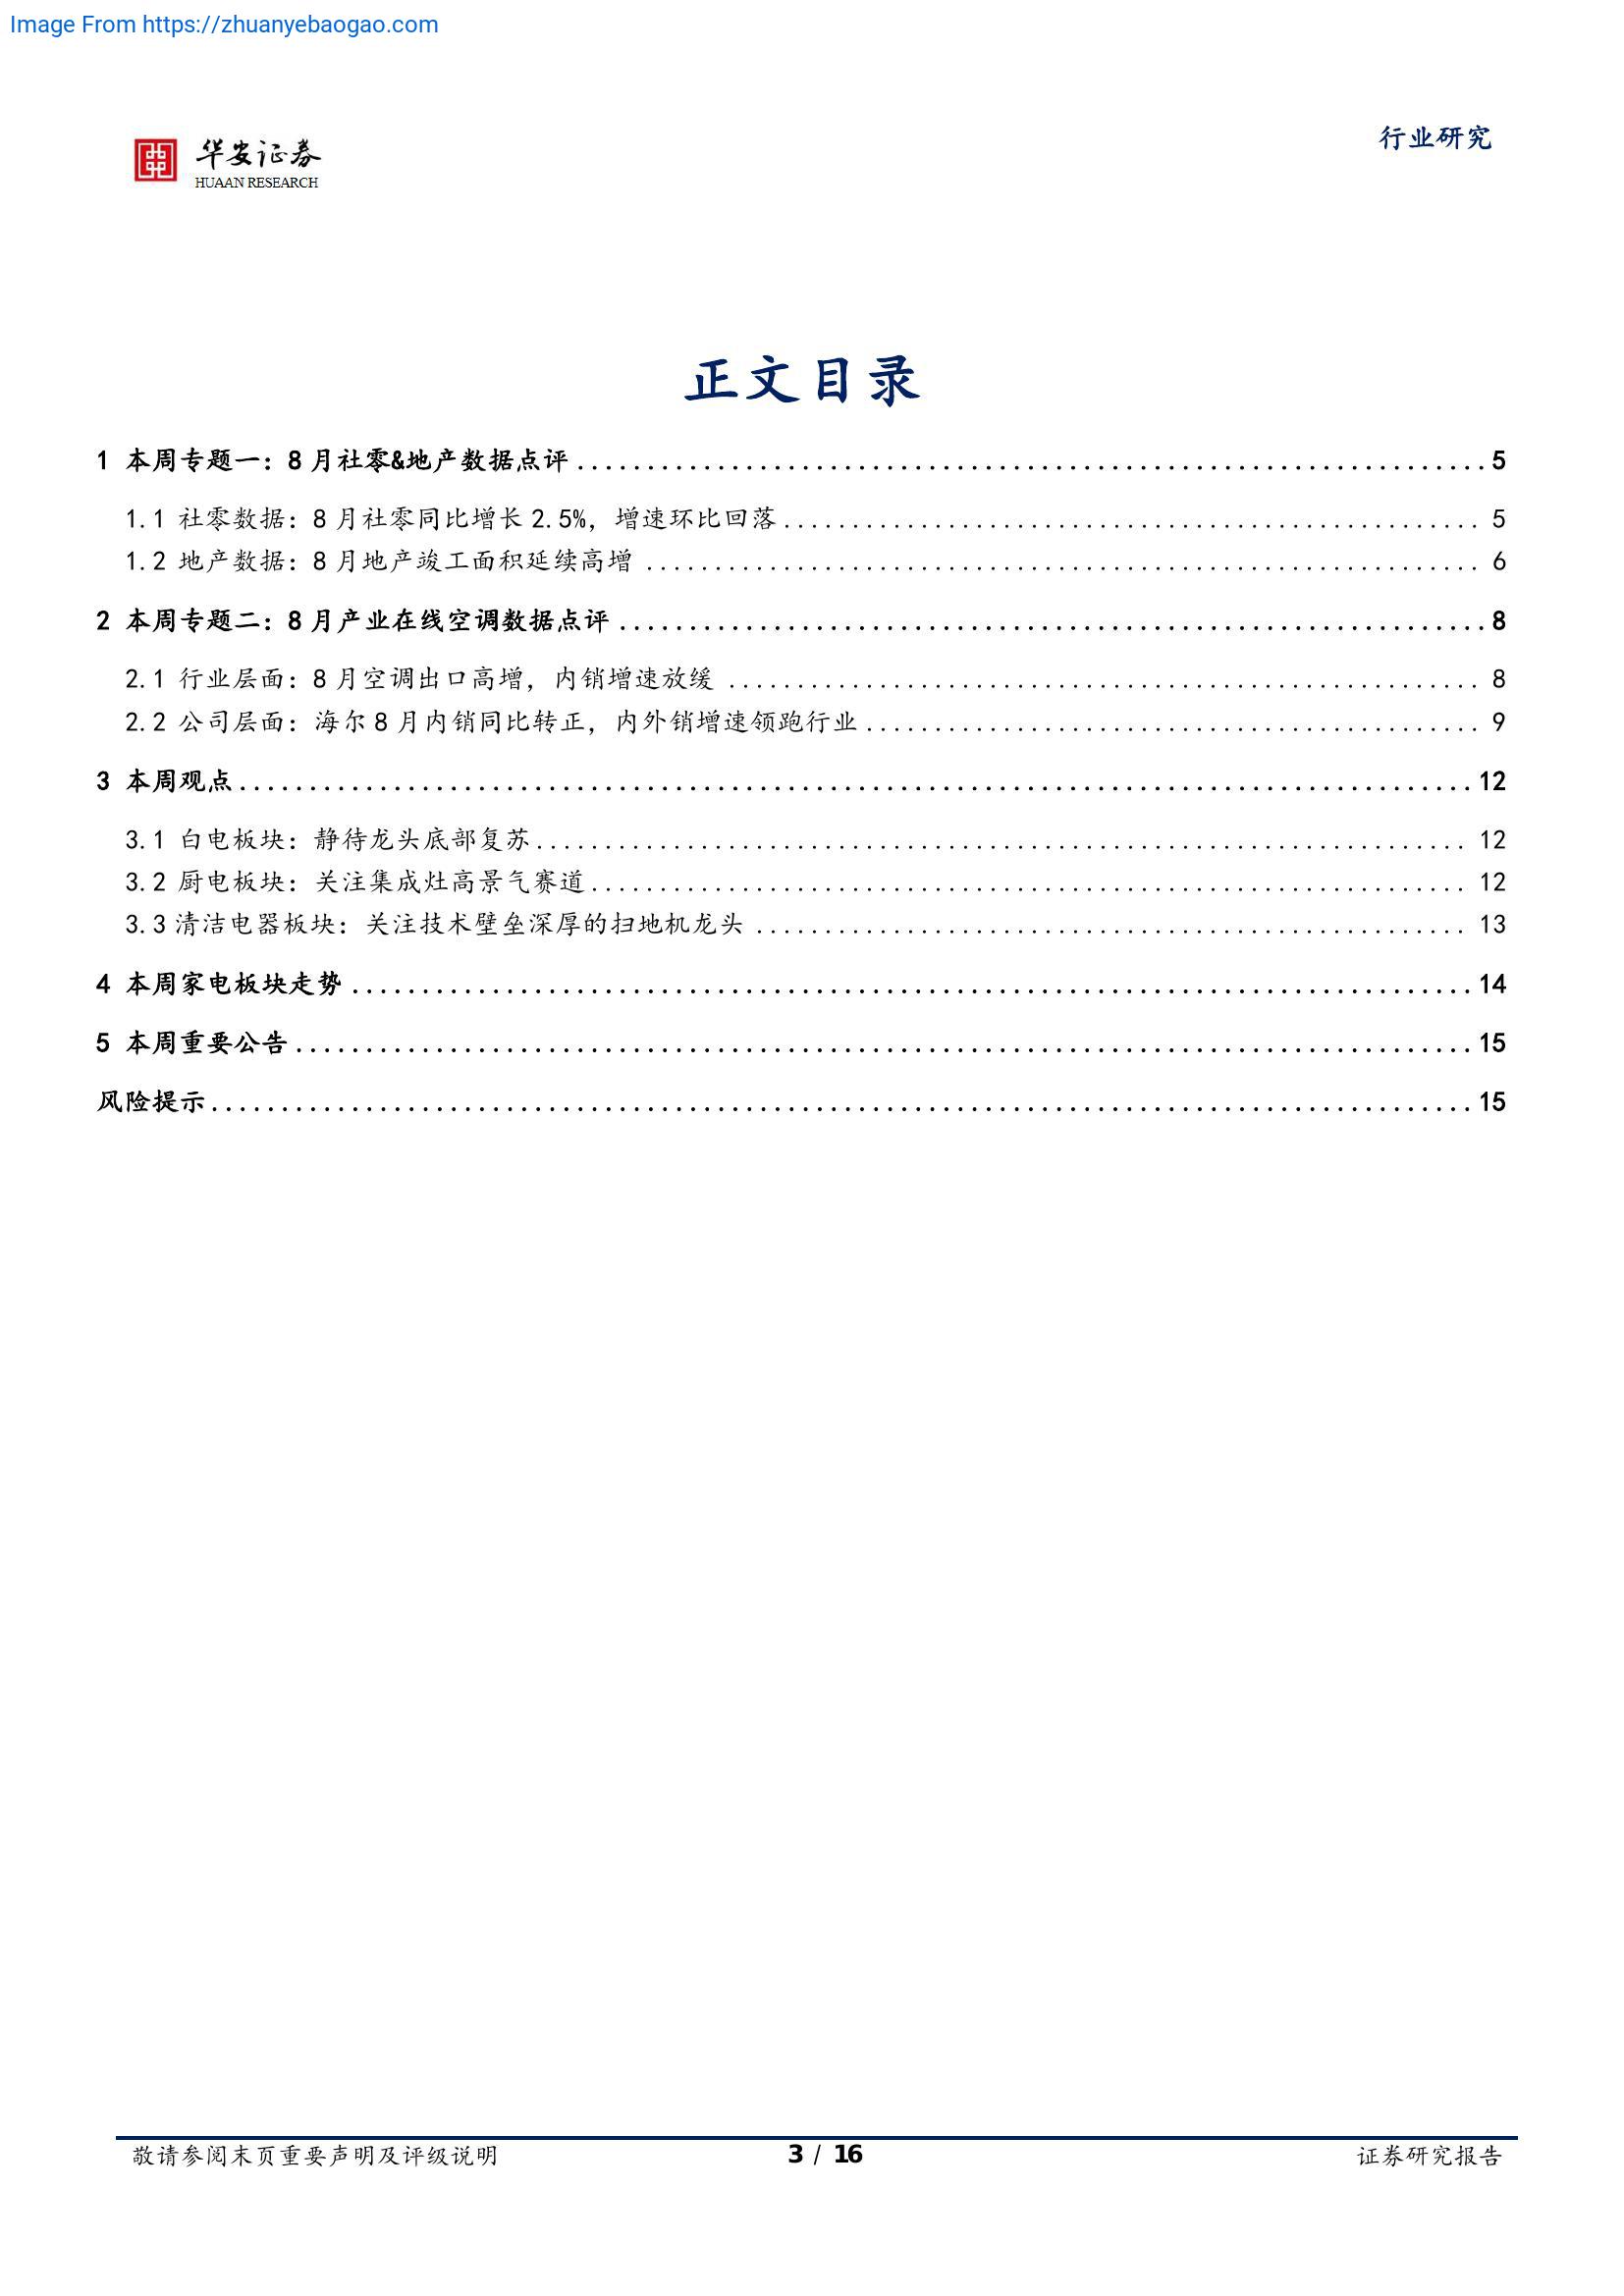 Image From https://zhuanyebaogao.com
华安证券
HUAAN RESEARCH
行业研究
正文目录
1 本周专题一：8 月社零&地产数据点评 5
1.1 社零数据：8 月社零同比增长 2.5%，增速环比回落 5
1.2 地产数据：8 月地产竣工面积延续高增 6
2 本周专题二：8 月产业在线空调数据点评 8
2.1 行业层面：8 月空调出口高增，内销增速放缓 8
2.2 公司层面：海尔 8 月内销同比转正，内外销增速领跑行业 9
3 本周观点 12
3.1 白电板块：静待龙头底部复苏 12
3.2 厨电板块：关注集成灶高景气赛道 12
3.3 清洁电器板块：关注技术壁垒深厚的扫地机龙头 13
4 本周家电板块走势 14
5 本周重要公告 15
风险提示 15
敬请参阅末页重要声明及评级说明 3 / 16 证券研究报告